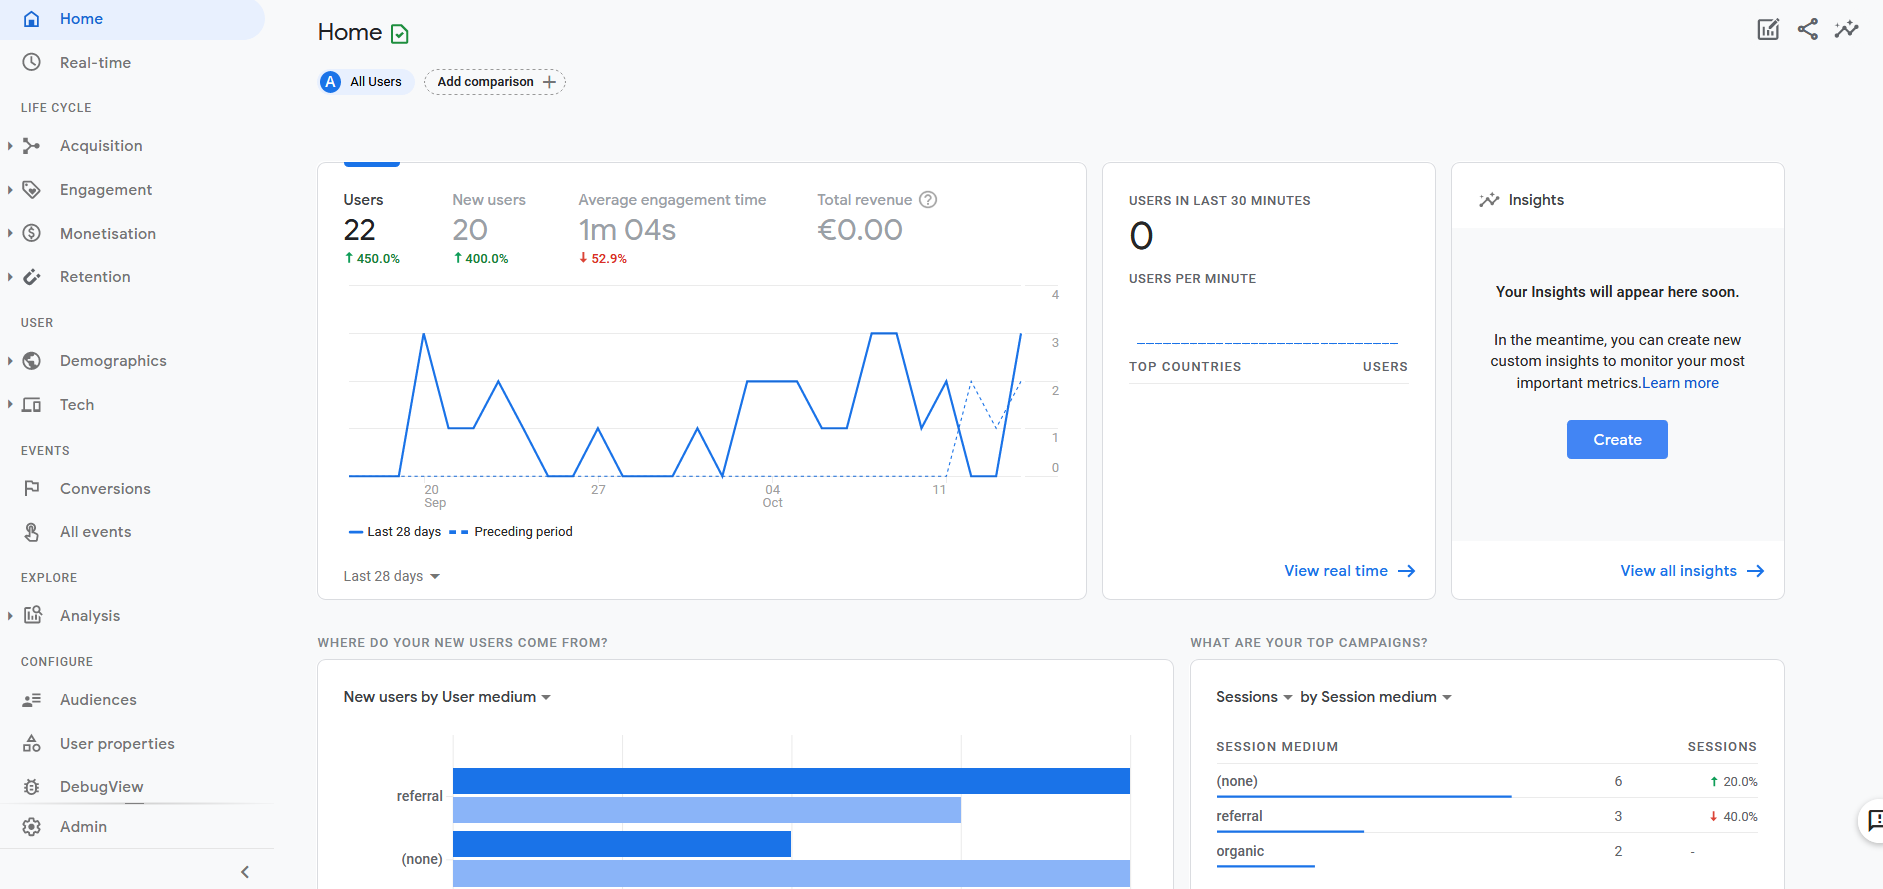 Home
Real-time
LIFE CYCLE
Acquisition
Engagement
Monetisation
Retention
USER
Demographics
Tech
EVENTS
Conversions
All events
EXPLORE
Analysis
CONFIGURE
Audiences
User properties
DebugView
Admin
Home
A All Users
Add comparison
Users
22
450.0%
New users
20
400.0%
Average engagement time
1m 04s
52.9%
Total revenue
€0.00
4
3
2
1
0
20 Sep
27
04 Oct
11
Last 28 days
Preceding period
Last 28 days
USERS IN LAST 30 MINUTES
0
USERS PER MINUTE
TOP COUNTRIES USERS
View real time
Insights
Your Insights will appear here soon.
In the meantime, you can create new
custom insights to monitor your most
important metrics.Learn more
Create
View all insights
WHERE DO YOUR NEW USERS COME FROM?
New users by User medium
referral
(none)
WHAT ARE YOUR TOP CAMPAIGNS?
Sessions by Session medium
SESSION MEDIUM SESSIONS
(none) 6 20.0%
referral 3 40.0%
organic 2 -